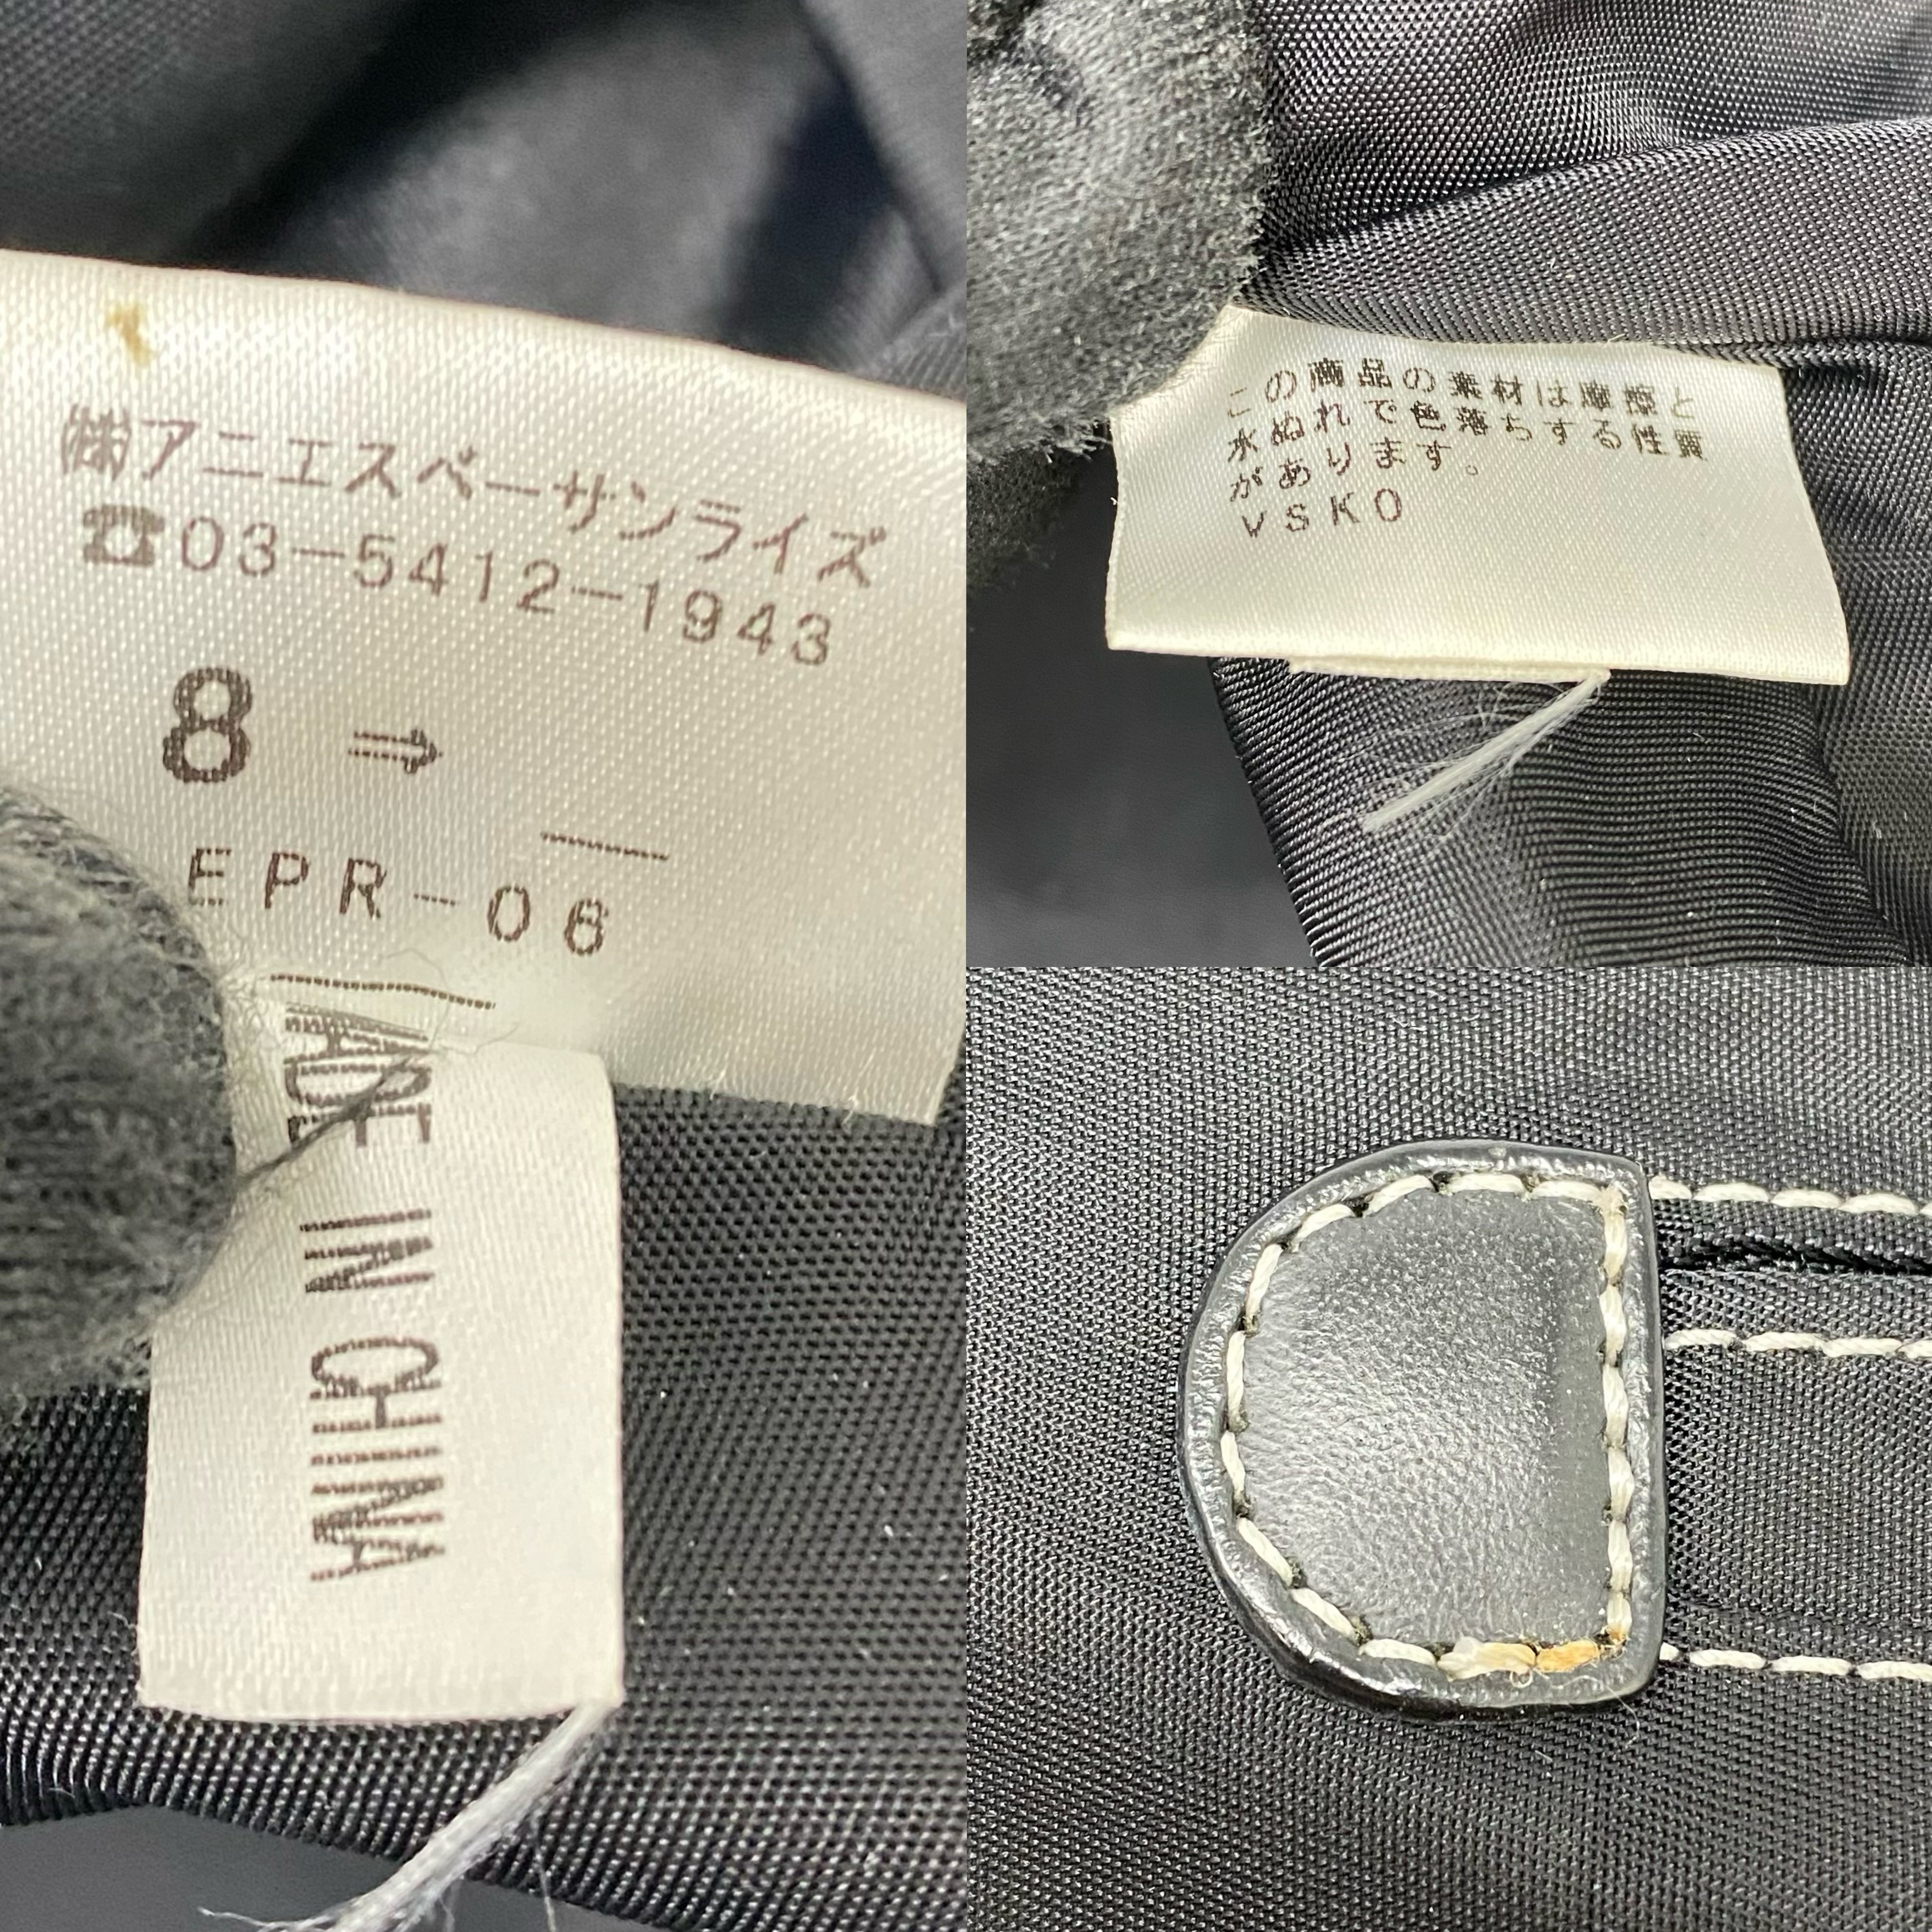 ㈱アニエスベーサンライズ
☎03-5412-1943
8 ⇒
EPR-06
MADE IN CHINA
この商品の素材は摩擦と
水ぬれで色落ちする性質
があります。
VSKO